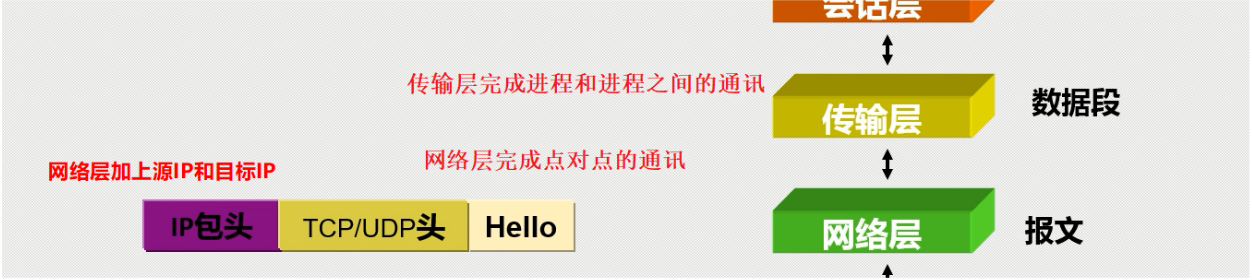 会话层
传输层完成进程和进程之间的通讯
传输层
数据段
网络层完成点对点的通讯
网络层加上源IP和目标IP
IP包头 TCP/UDP头 Hello
网络层
报文